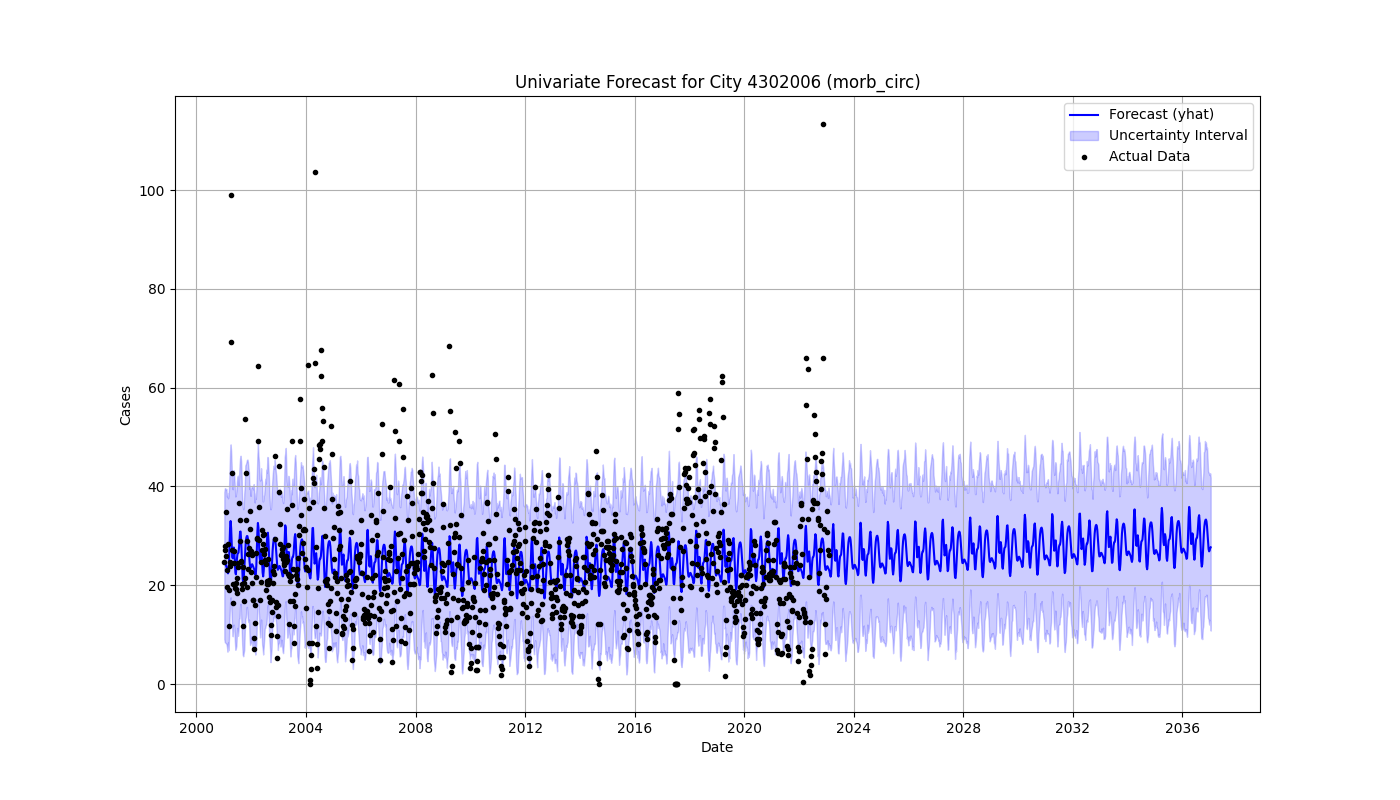 Univariate Forecast for City 4302006 (morb_circ)
Forecast (yhat)
Uncertainty Interval
Actual Data
Cases
100
80
60
40
20
0
2000 2004 2008 2012 2016 2020 2024 2028 2032 2036
Date